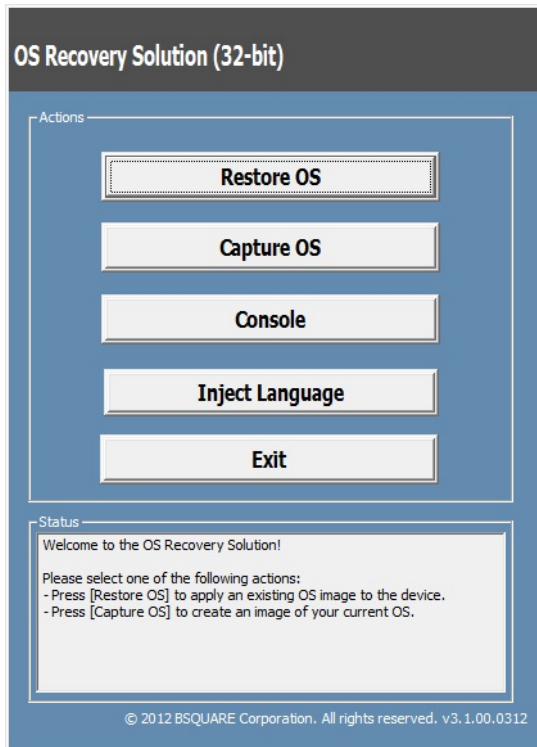 OS Recovery Solution (32-bit)
Actions
Restore OS
Capture OS
Console
Inject Language
Exit
Status
Welcome to the OS Recovery Solution!
Please select one of the following actions:
- Press [Restore OS] to apply an existing OS image to the device.
- Press [Capture OS] to create an image of your current OS.
© 2012 BSQUARE Corporation. All rights reserved. v3.1.00.0312